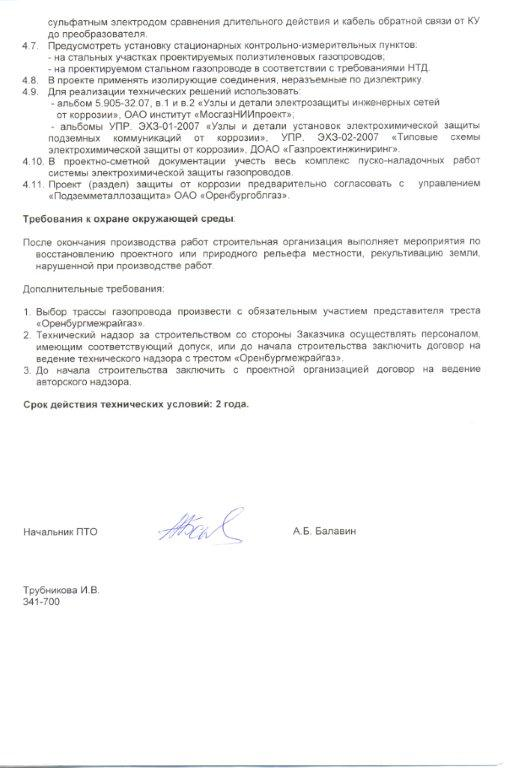 сульфатным электродом сравнения длительного действия и кабель обратной связи от КУ
до преобразователя.
4.7. Предусмотреть установку стационарных контрольно-измерительных пунктов:
- на стальных участках проектируемых полиэтиленовых газопроводов;
- на проектируемом стальном газопроводе в соответствии с требованиями НТД.
4.8. В проекте применять изолирующие соединения, неразъемные по диэлектрику.
4.9. Для реализации технических решений использовать:
- альбом 5.905-32.07, в.1 и в.2 «Узлы и детали электрозащиты инженерных сетей
от коррозии», ОАО институт «МосгазНИИпроект»;
- альбомы УПР. ЭХЗ-01-2007 «Узлы и детали установок электрохимической защиты
подземных коммуникаций от коррозии», УПР. ЭХЗ-02-2007 «Типовые схемы
электрохимической защиты от коррозии», ДОАО «Газпроектинжиниринг».
4.10. В проектно-сметной документации учесть весь комплекс пуско-наладочных работ
системы электрохимической защиты газопроводов.
4.11. Проект (раздел) защиты от коррозии предварительно согласовать с управлением
«Подземметаллозащита» ОАО «Оренбургоблгаз».
Требования к охране окружающей среды:
После окончания производства работ строительная организация выполняет мероприятия по
восстановлению проектного или природного рельефа местности, рекультивацию земли,
нарушенной при производстве работ.
Дополнительные требования:
1. Выбор трассы газопровода произвести с обязательным участием представителя треста
«Оренбургмежрайгаз».
2. Технический надзор за строительством со стороны Заказчика осуществлять персоналом,
имеющим соответствующий допуск, или до начала строительства заключить договор на
ведение технического надзора с трестом «Оренбургмежрайгаз».
3. До начала строительства заключить с проектной организацией договор на ведение
авторского надзора.
Срок действия технических условий: 2 года.
Начальник ПТО А.Б. Балавин
Трубникова И.В.
341-700